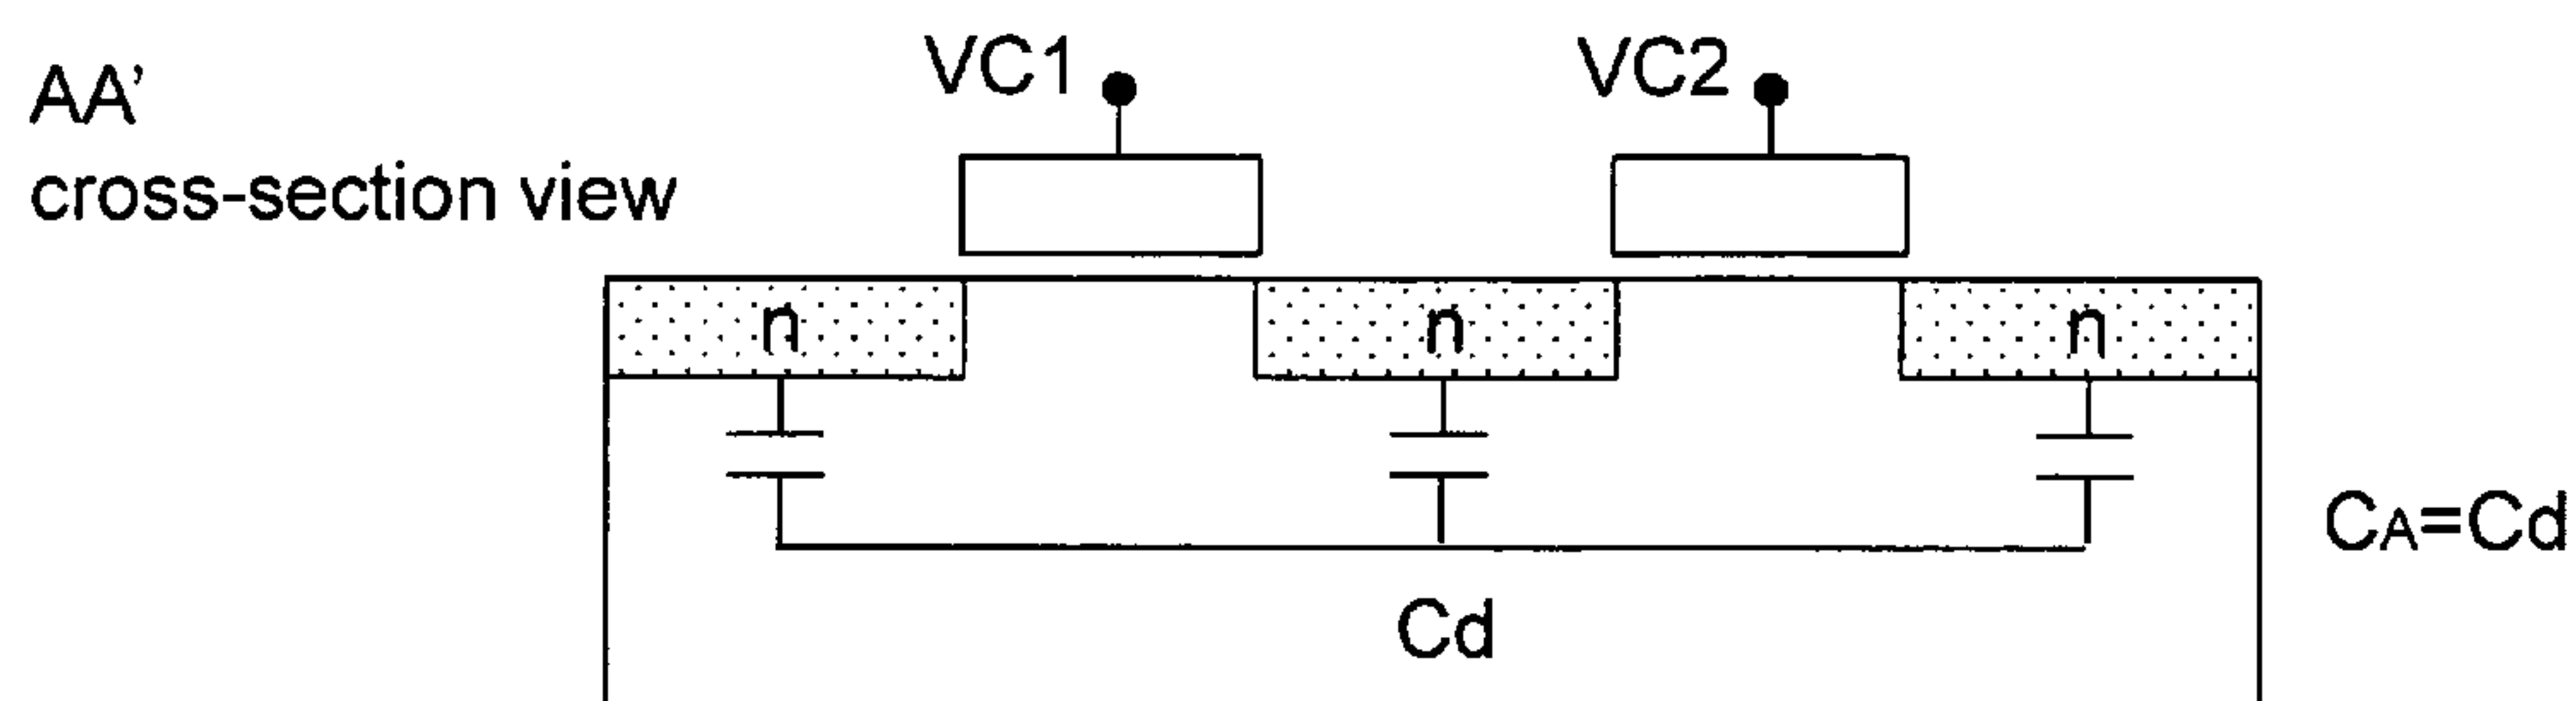 AA’
cross-section view
VC1
VC2
n
n
n
CA=Cd
Cd